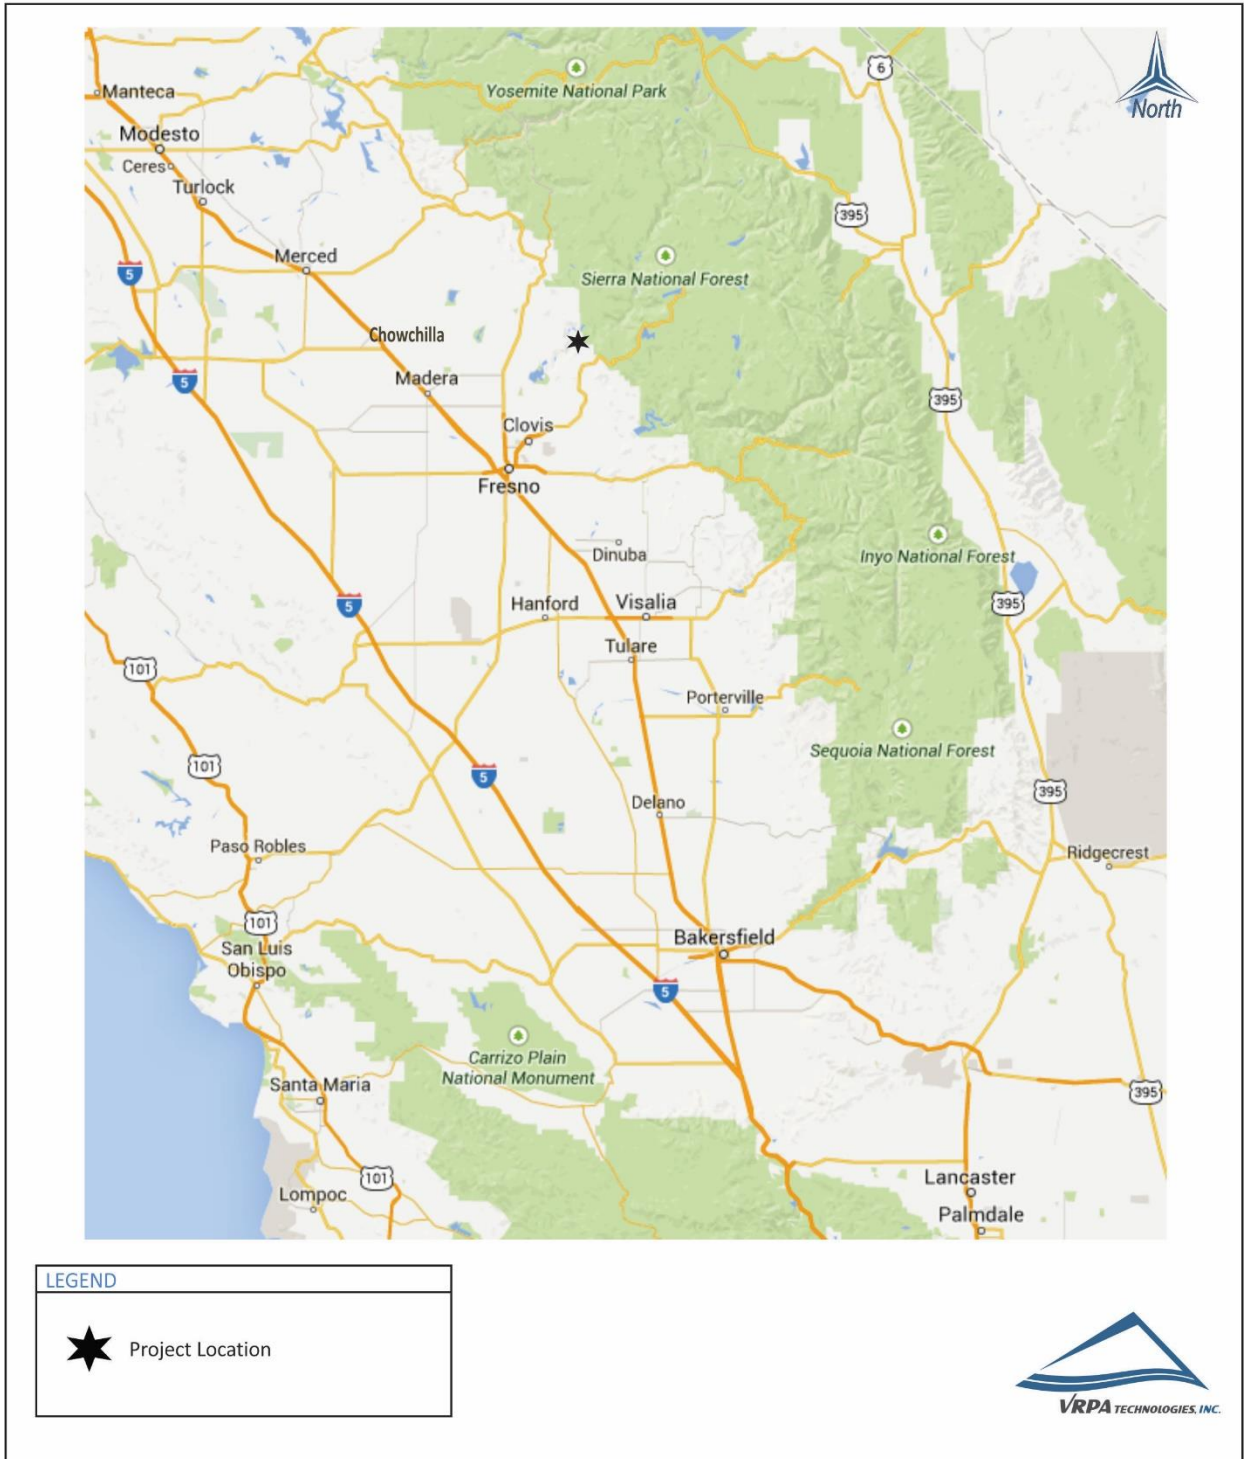 Manteca
Yosemite National Park
6
North
Modesto
Ceres
Turlock
395
Merced
5
Sierra National Forest
Chowchilla
5
Madera
395
Clovis
Fresno
Dinuba
Inyo National Forest
5
Hanford
Visalia
395
Tulare
101
Porterville
Sequoia National Forest
101
5
395
Delano
Paso Robles
Ridgecrest
101
San Luis
Obispo
Bakersfield
5
Carrizo Plain
National Monument
Santa Maria
395
101
Lompoc
Lancaster
Palmdale
LEGEND
Project Location
VRPA TECHNOLOGIES, INC.